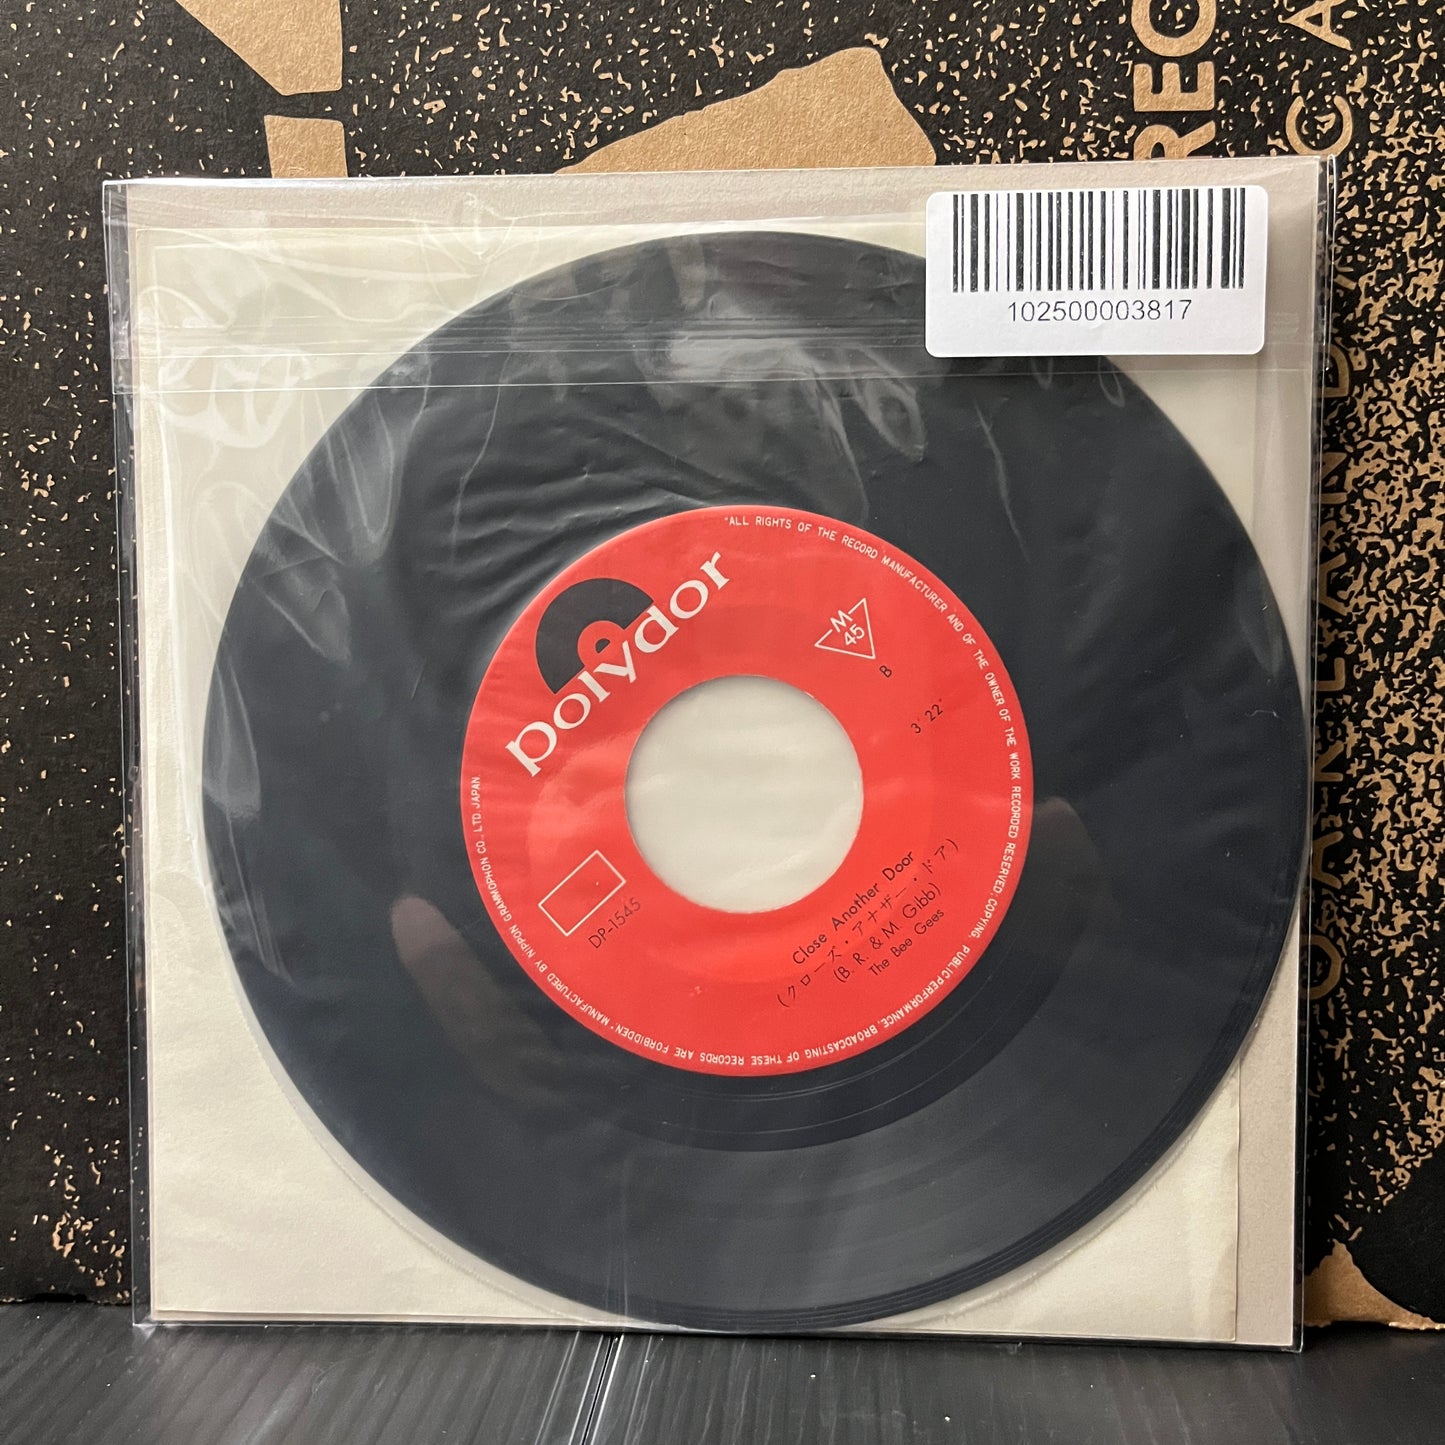 102500003817
polydor
M
45
B
3'22"
DP-1545
Close Another Door
(クローズ・アナザー・ドア)
(B. R. & M. Gibb)
The Bee Gees
"ALL RIGHTS OF THE RECORD MANUFACTURER AND OF THE OWNER OF THE WORK RECORDED RESERVED. COPYING, PUBLIC PERFORMANCE, BROADCASTING OF THESE RECORDS ARE FORBIDDEN" MANUFACTURED BY NIPPON GRAMMOPHON CO., LTD. JAPAN